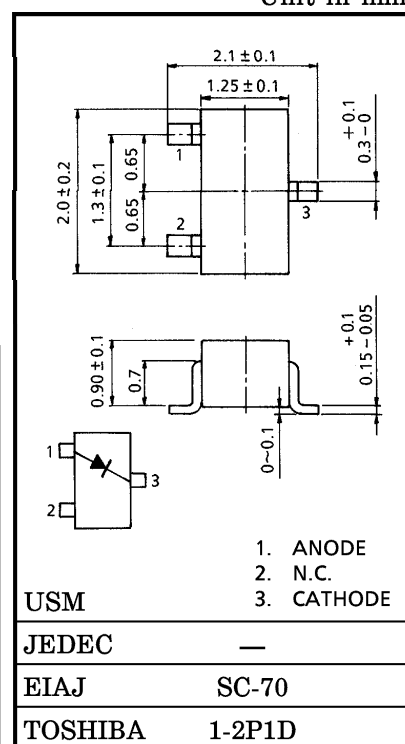 2.1±0.1
1.25±0.1
+0.1
0.3-0
2.0±0.2
1.3±0.1
0.65
0.65
1
2
3
0.90±0.1
0.7
+0.1
0.15-0.05
0~0.1
1
2
3
1. ANODE
2. N.C.
3. CATHODE
USM
JEDEC —
EIAJ SC-70
TOSHIBA 1-2P1D